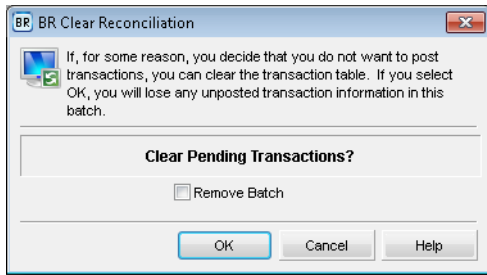 BR BR Clear Reconciliation
If, for some reason, you decide that you do not want to post
transactions, you can clear the transaction table. If you select
OK, you will lose any unposted transaction information in this
batch.
Clear Pending Transactions?
Remove Batch
OK Cancel Help